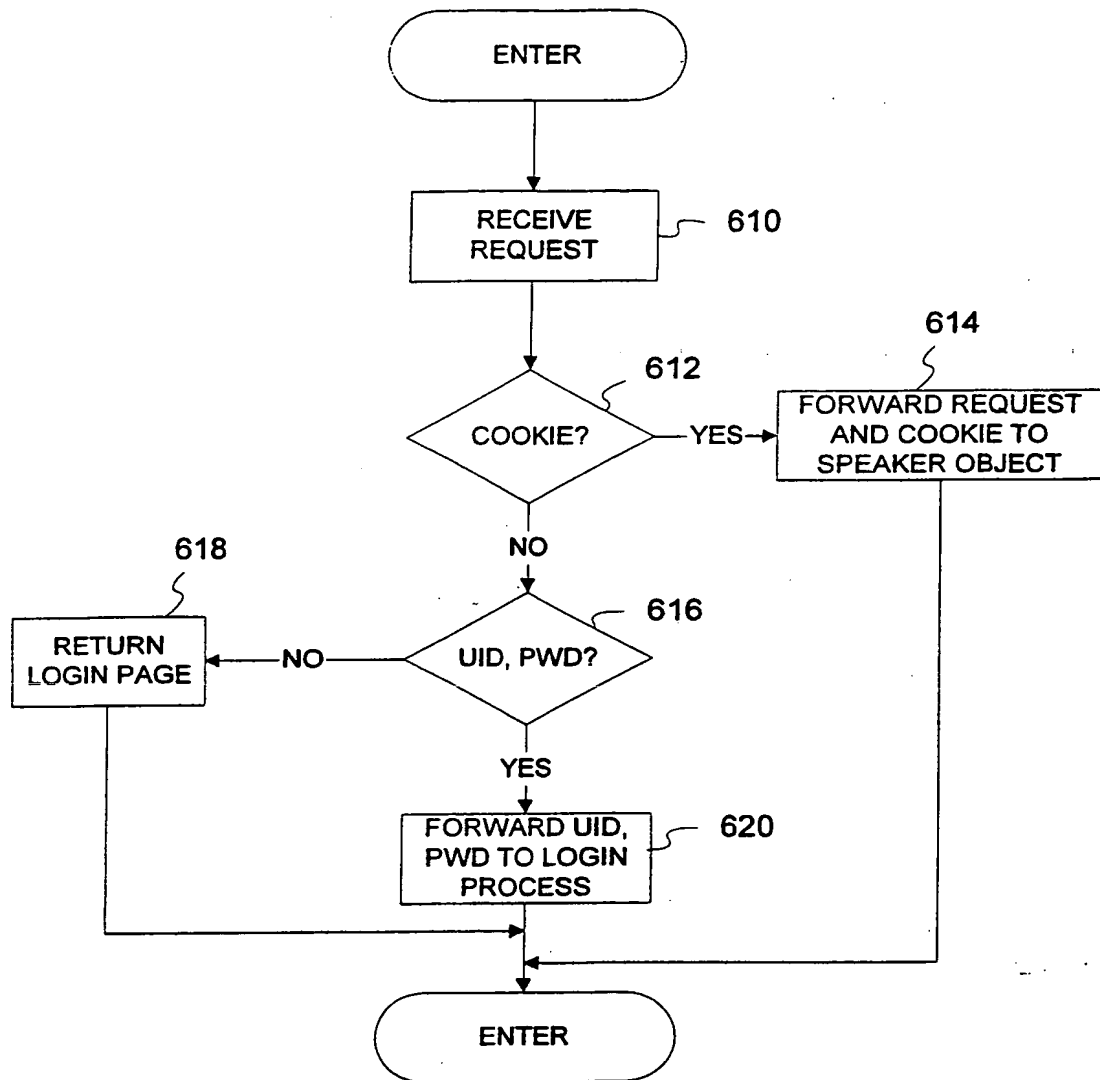 ENTER
RECEIVE
REQUEST
610
612
COOKIE?
YES
614
FORWARD REQUEST
AND COOKIE TO
SPEAKER OBJECT
NO
618
RETURN
LOGIN PAGE
NO
616
UID, PWD?
YES
FORWARD UID,
PWD TO LOGIN
PROCESS
620
ENTER